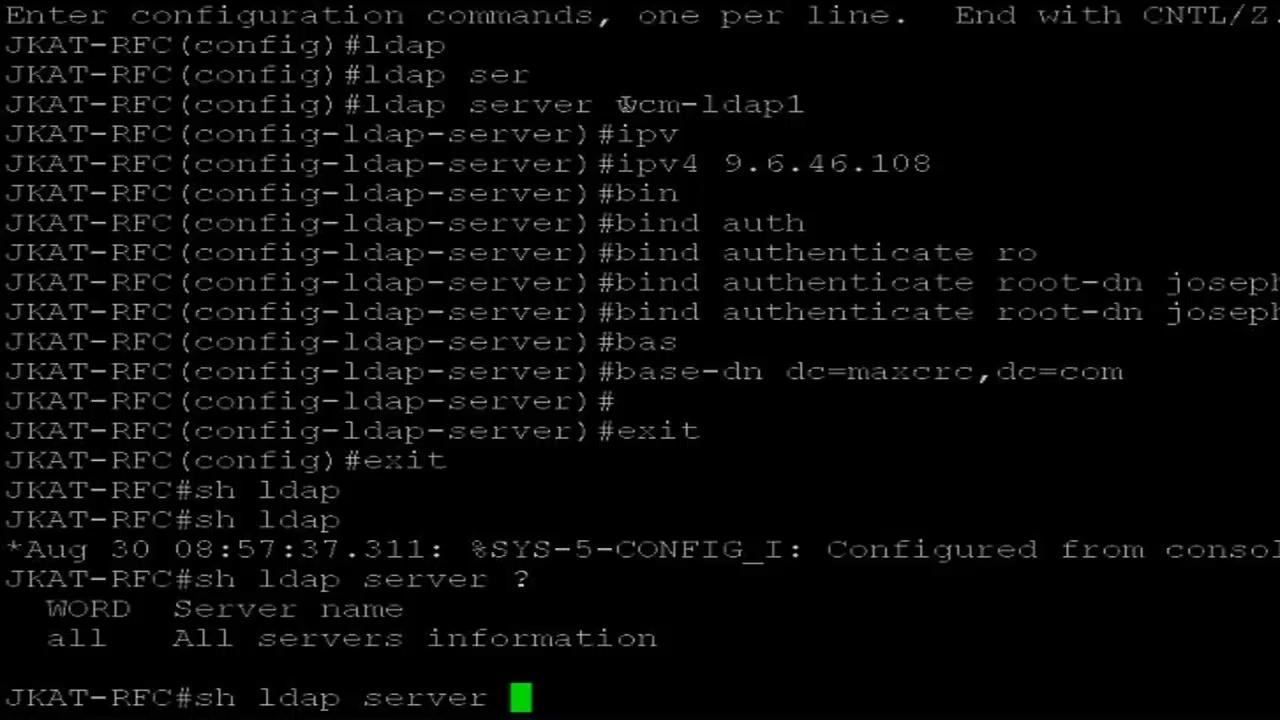 Enter configuration commands, one per line.  End with CNTL/Z.
JKAT-RFC(config)#ldap
JKAT-RFC(config)#ldap ser
JKAT-RFC(config)#ldap server wcm-ldap1
JKAT-RFC(config-ldap-server)#ipv
JKAT-RFC(config-ldap-server)#ipv4 9.6.46.108
JKAT-RFC(config-ldap-server)#bin
JKAT-RFC(config-ldap-server)#bind auth
JKAT-RFC(config-ldap-server)#bind authenticate ro
JKAT-RFC(config-ldap-server)#bind authenticate root-dn joseph
JKAT-RFC(config-ldap-server)#bind authenticate root-dn joseph
JKAT-RFC(config-ldap-server)#bas
JKAT-RFC(config-ldap-server)#base-dn dc=maxcrc,dc=com
JKAT-RFC(config-ldap-server)#
JKAT-RFC(config-ldap-server)#exit
JKAT-RFC(config)#exit
JKAT-RFC#sh ldap
JKAT-RFC#sh ldap
*Aug 30 08:57:37.311: %SYS-5-CONFIG_I: Configured from consol
JKAT-RFC#sh ldap server ?
  WORD  Server name
  all   All servers information
JKAT-RFC#sh ldap server